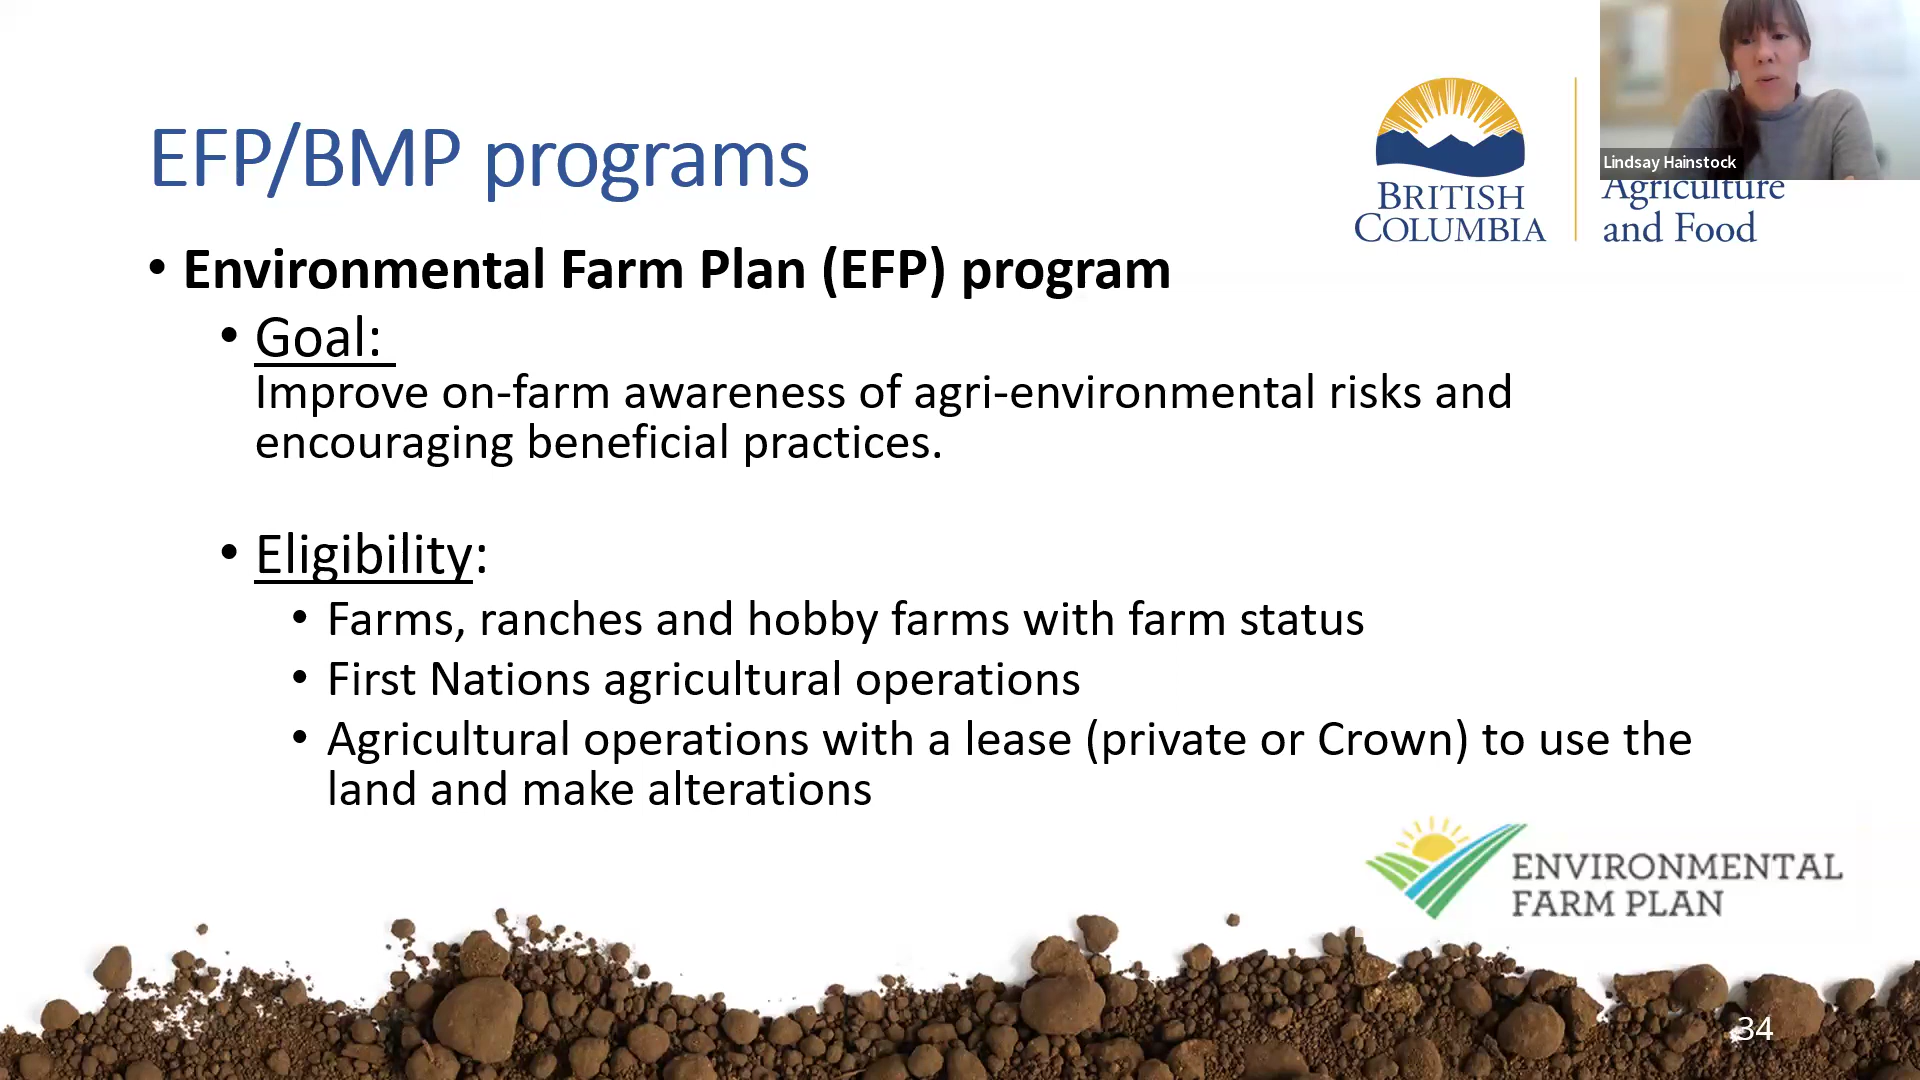 EFP/BMP programs
BRITISH
COLUMBIA
Agriculture
and Food
Lindsay Hainstock
• Environmental Farm Plan (EFP) program
• Goal:
Improve on-farm awareness of agri-environmental risks and
encouraging beneficial practices.
• Eligibility:
• Farms, ranches and hobby farms with farm status
• First Nations agricultural operations
• Agricultural operations with a lease (private or Crown) to use the
land and make alterations
ENVIRONMENTAL
FARM PLAN
34